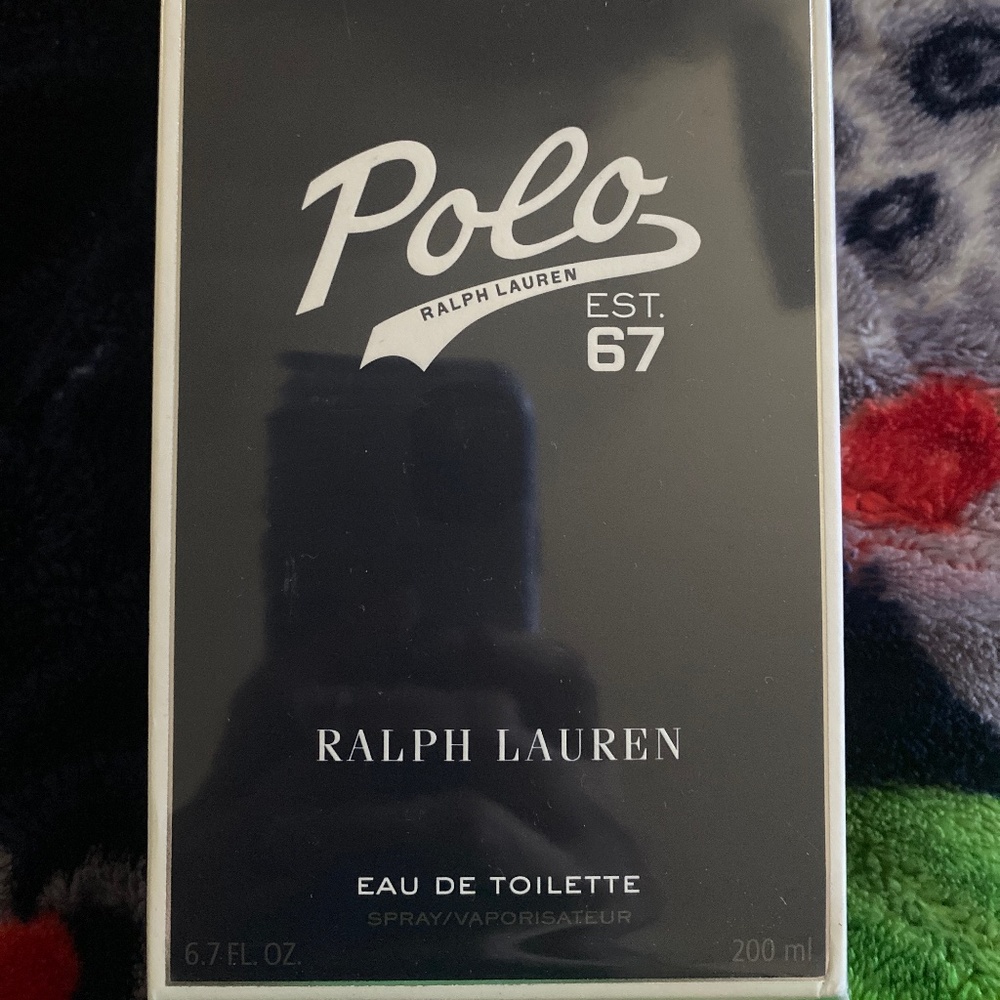 Polo
RALPH LAUREN
EST.
67
RALPH LAUREN
EAU DE TOILETTE
SPRAY/VAPORISATEUR
6.7 FL. OZ. 200 ml